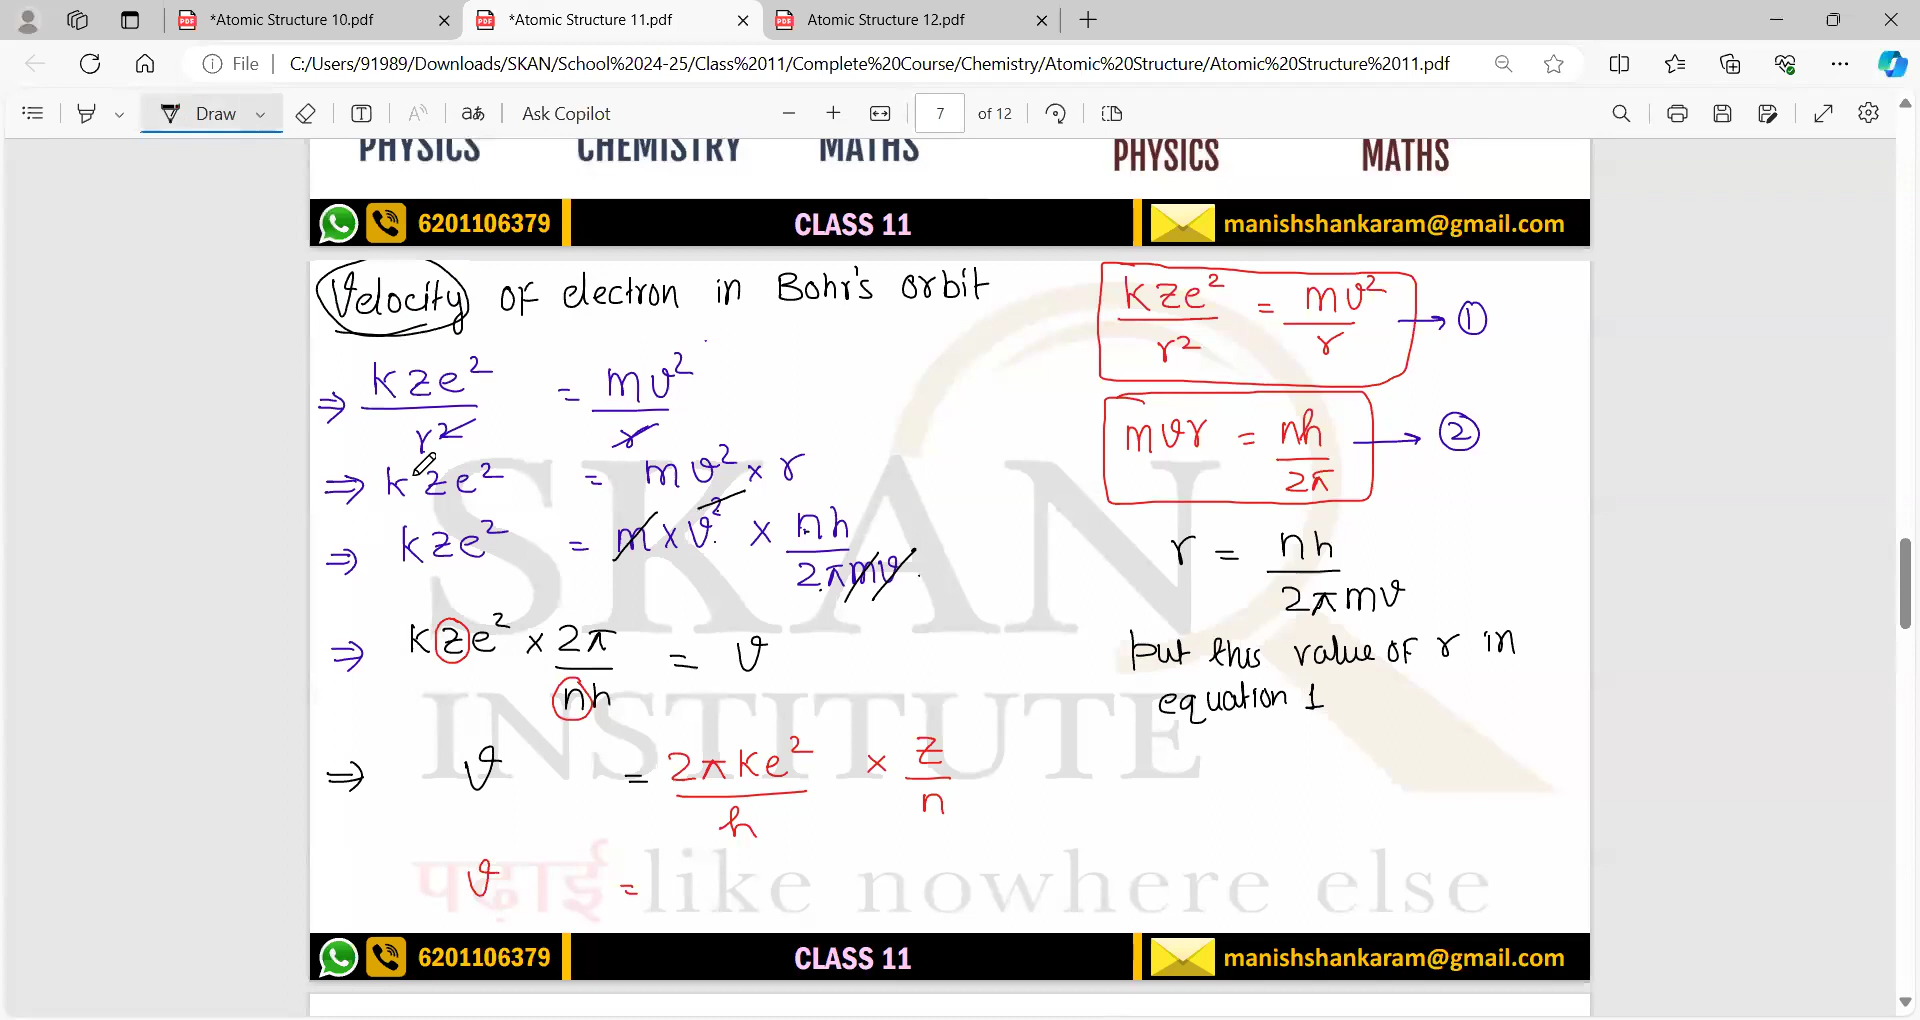 *Atomic Structure 10.pdf
*Atomic Structure 11.pdf
Atomic Structure 12.pdf
File
C:/Users/91989/Downloads/SKAN/School%2024-25/Class%2011/Complete%20Course/Chemistry/Atomic%20Structure/Atomic%20Structure%2011.pdf
Draw
T
aあ
Ask Copilot
7 of 12
PHYSICS CHEMISTRY MATHS PHYSICS MATHS
6201106379
CLASS 11
manishshankaram@gmail.com
Velocity of electron in Bohr's orbit
⇒ kze²/r² = mv²/r
⇒ kze² = mv² × r
⇒ kze² = m × v² × nh/2πmv
⇒ kze² × 2π/nh = v
⇒ v = 2πke²/h × z/n
v =
kze²/r² = mv²/r → ①
mvr = nh/2π → ②
r = nh/2πmv
put this value of r in
equation 1
SKAN
INSTITUTE
पढ़ाई like nowhere else
6201106379
CLASS 11
manishshankaram@gmail.com